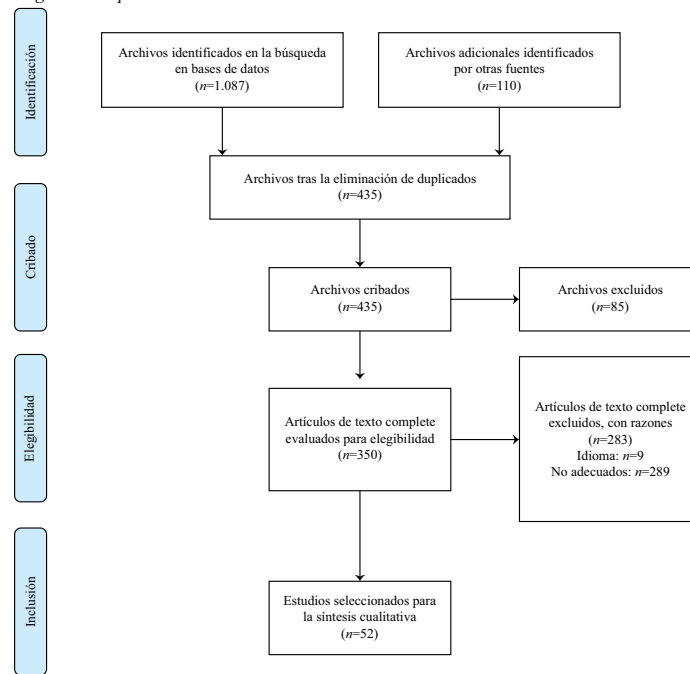 Identificación
Archivos identificados en la búsqueda
en bases de datos
(n=1.087)
Archivos adicionales identificados
por otras fuentes
(n=110)
Archivos tras la eliminación de duplicados
(n=435)
Cribado
Archivos cribados
(n=435)
Archivos excluidos
(n=85)
Elegibilidad
Artículos de texto complete
evaluados para elegibilidad
(n=350)
Artículos de texto complete
excluidos, con razones
(n=283)
Idioma: n=9
No adecuados: n=289
Inclusión
Estudios seleccionados para
la síntesis cualitativa
(n=52)